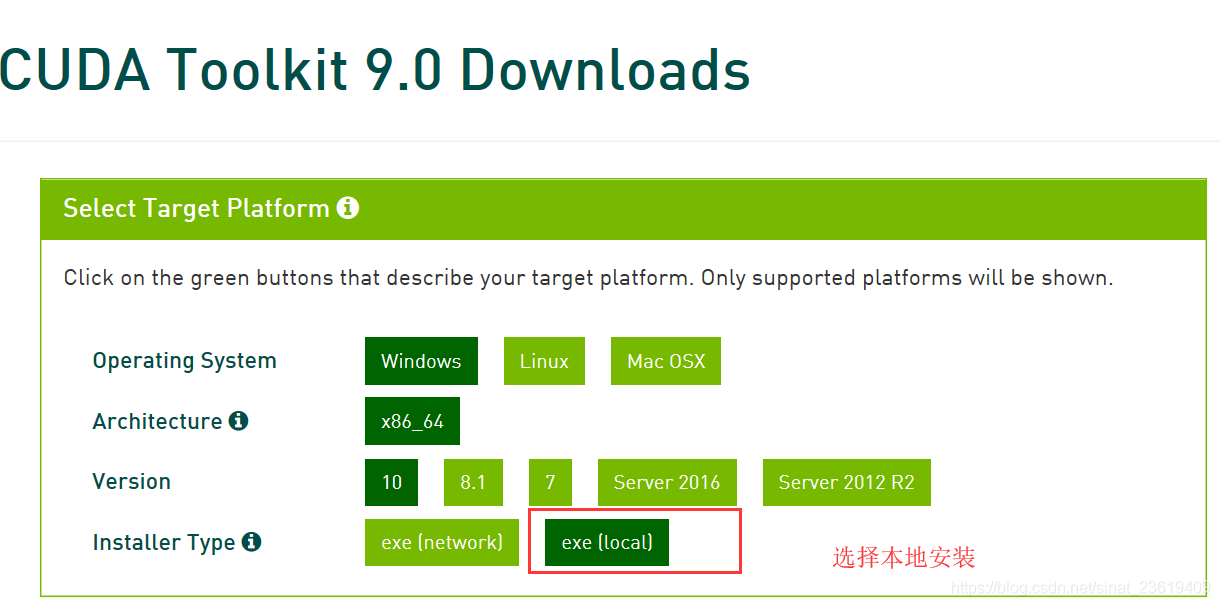 CUDA Toolkit 9.0 Downloads
Select Target Platform
Click on the green buttons that describe your target platform. Only supported platforms will be shown.
Operating System Windows Linux Mac OSX
Architecture x86_64
Version 10 8.1 7 Server 2016 Server 2012 R2
Installer Type exe (network) exe (local)
选择本地安装
https://blog.csdn.net/sinat_23619409